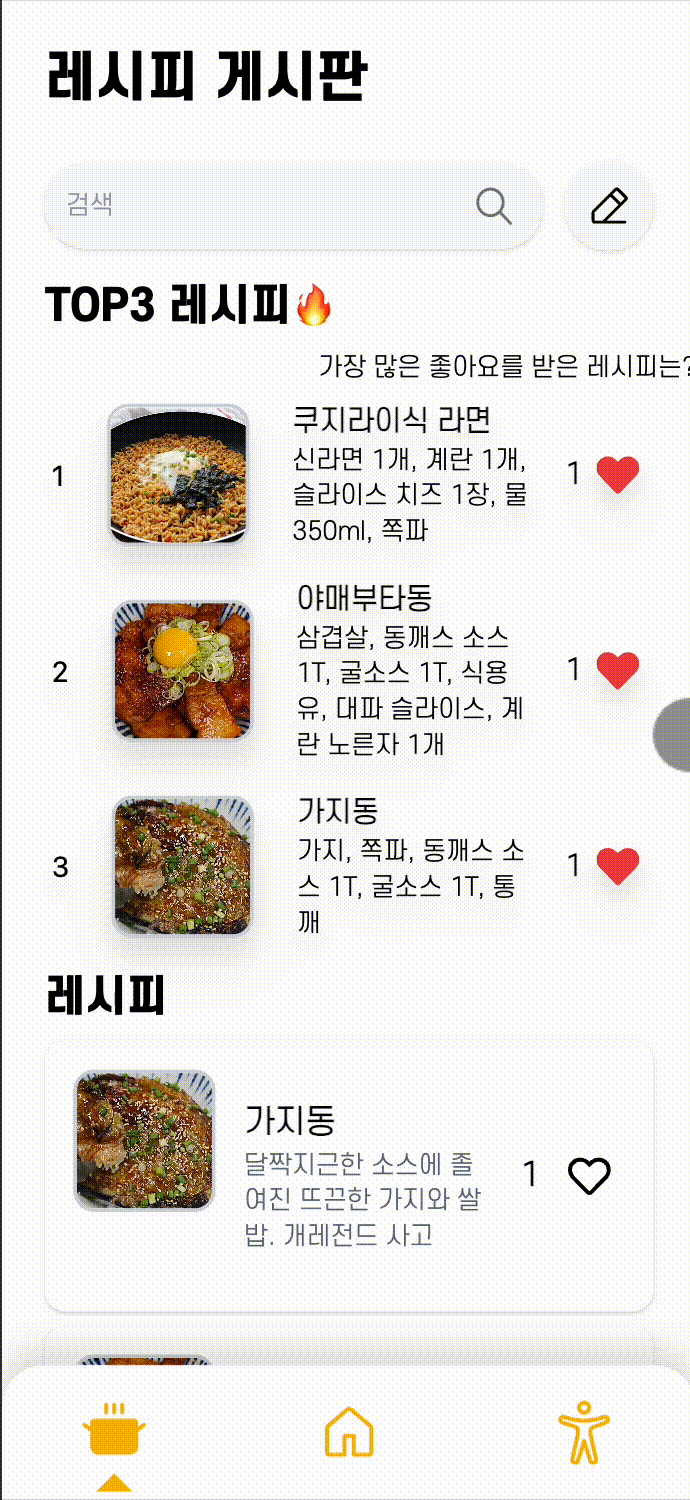 레시피 게시판
검색
TOP3 레시피🔥
가장 많은 좋아요를 받은 레시피는?
1
쿠지라이식 라면
신라면 1개, 계란 1개,
슬라이스 치즈 1장, 물
350ml, 쪽파
1
2
야매부타동
삼겹살, 동깨스 소스
1T, 굴소스 1T, 식용
유, 대파 슬라이스, 계
란 노른자 1개
1
3
가지동
가지, 쪽파, 동깨스 소
스 1T, 굴소스 1T, 통
깨
1
레시피
가지동
달짝지근한 소스에 졸
여진 뜨끈한 가지와 쌀
밥. 개레전드 사고
1